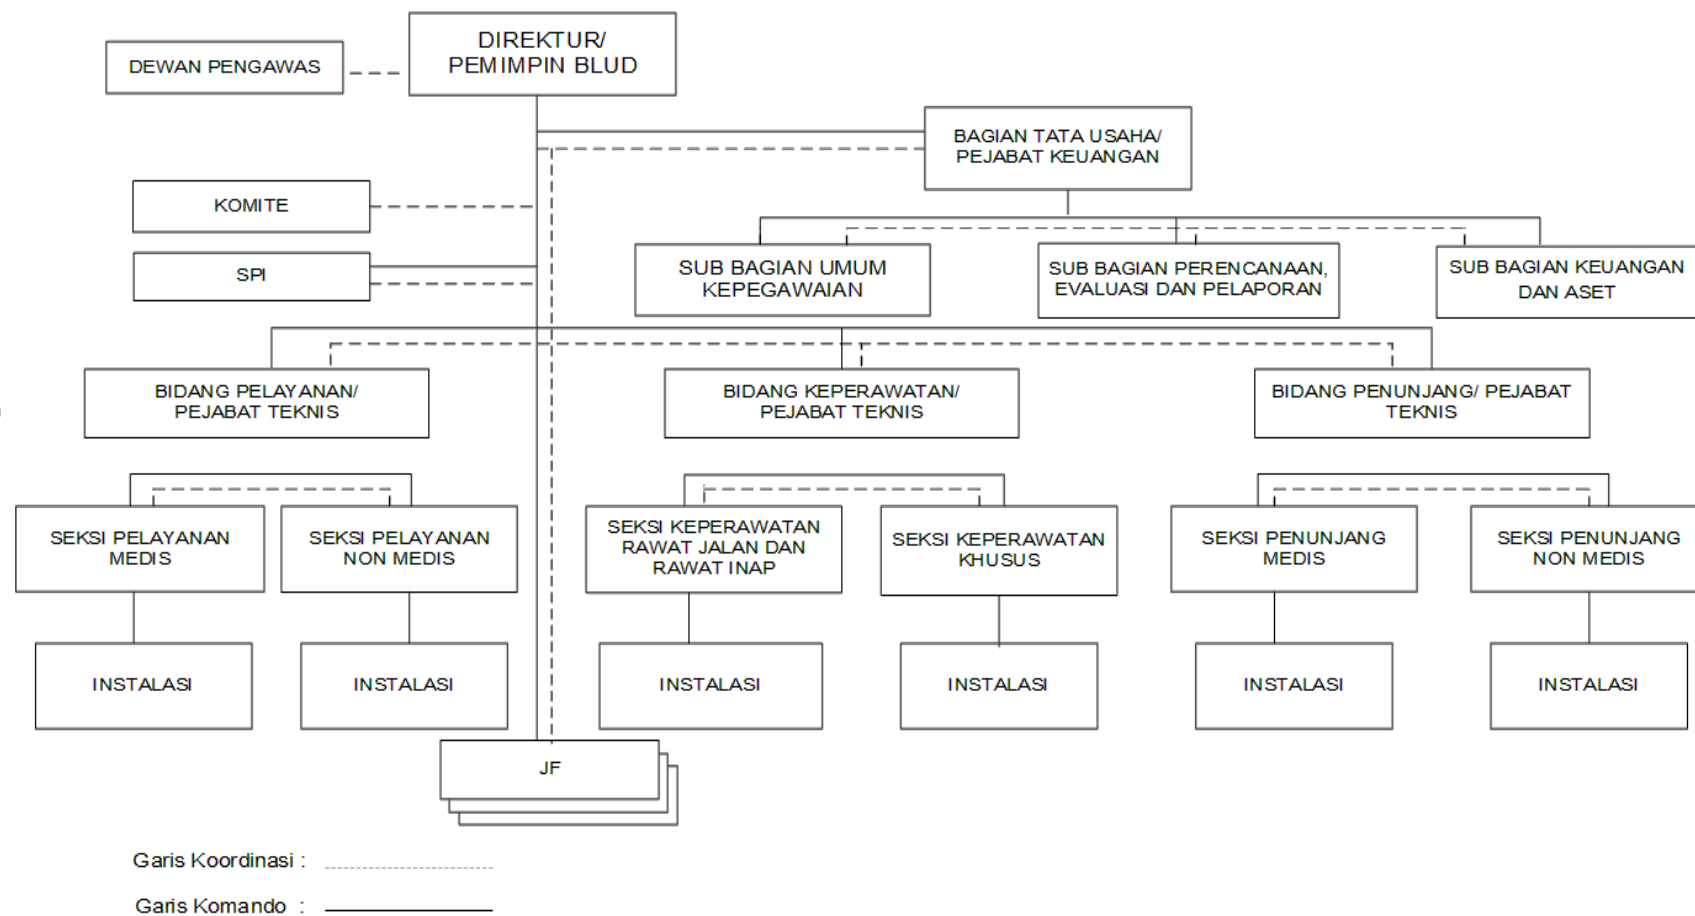 DIREKTUR/
PEMIMPIN BLUD
DEWAN PENGAWAS
BAGIAN TATA USAHA/
PEJABAT KEUANGAN
KOMITE
SPI
SUB BAGIAN UMUM
KEPEGAWAIAN
SUB BAGIAN PERENCANAAN,
EVALUASI DAN PELAPORAN
SUB BAGIAN KEUANGAN
DAN ASET
BIDANG PELAYANAN/
PEJABAT TEKNIS
BIDANG KEPERAWATAN/
PEJABAT TEKNIS
BIDANG PENUNJANG/ PEJABAT
TEKNIS
SEKSI PELAYANAN
MEDIS
SEKSI PELAYANAN
NON MEDIS
SEKSI KEPERAWATAN
RAWAT JALAN DAN
RAWAT INAP
SEKSI KEPERAWATAN
KHUSUS
SEKSI PENUNJANG
MEDIS
SEKSI PENUNJANG
NON MEDIS
INSTALASI
INSTALASI
INSTALASI
INSTALASI
INSTALASI
INSTALASI
JF
Garis Koordinasi :
Garis Komando :